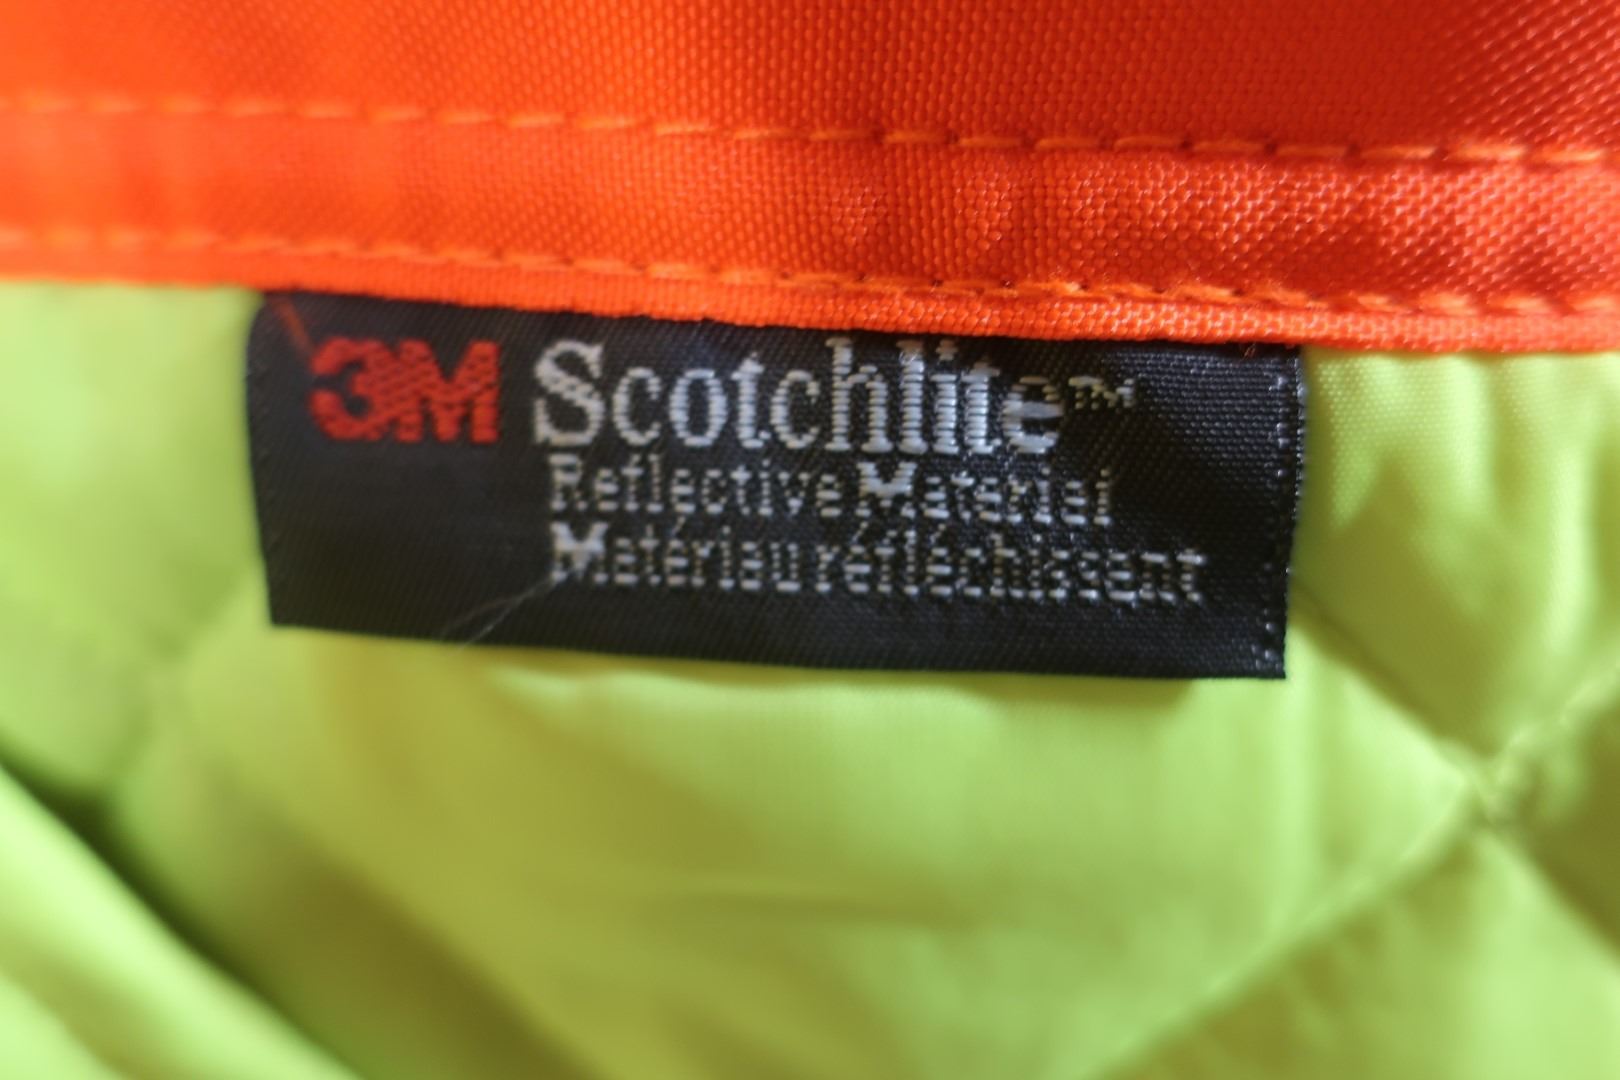 3M Scotchlite™
Reflective Material
Matériau réfléchissant